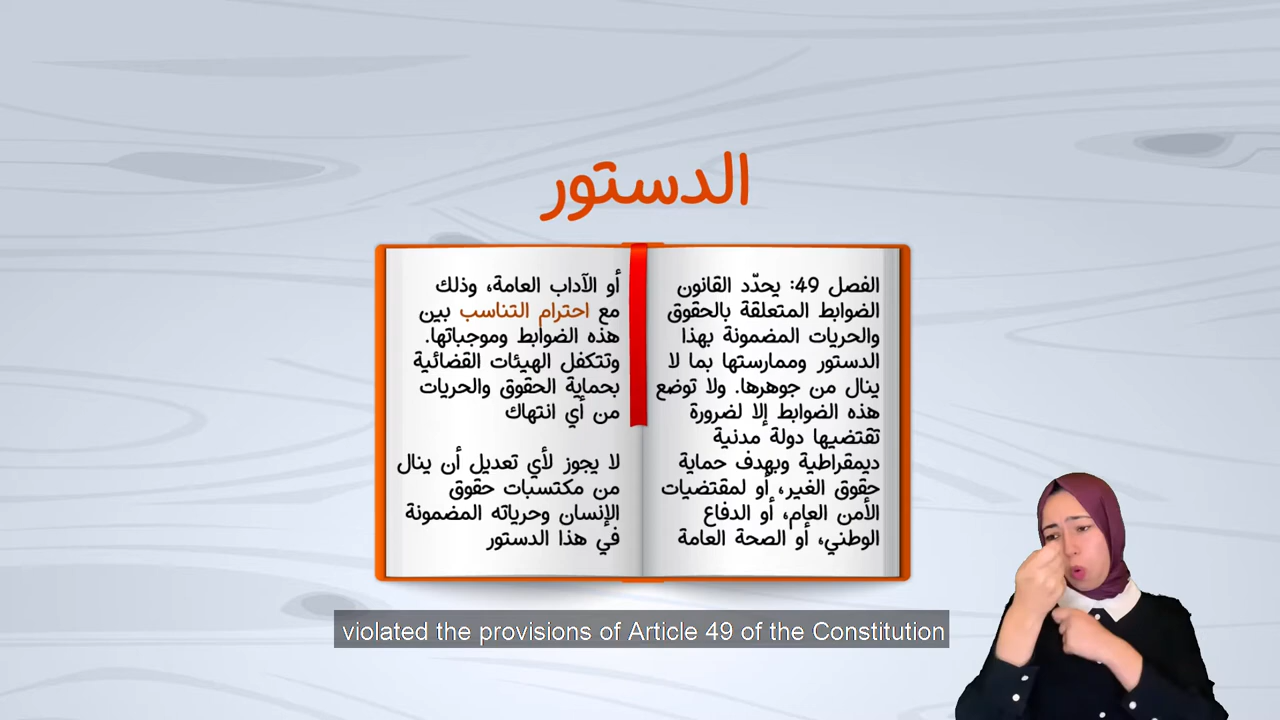 الدستور
الفصل 49: يحدّد القانون
الضوابط المتعلقة بالحقوق
والحريات المضمونة بهذا
الدستور وممارستها بما لا
ينال من جوهرها. ولا توضع
هذه الضوابط إلا لضرورة
تقتضيها دولة مدنية
ديمقراطية وبهدف حماية
حقوق الغير، أو لمقتضيات
الأمن العام، أو الدفاع
الوطني، أو الصحة العامة
أو الآداب العامة، وذلك
مع احترام التناسب بين
هذه الضوابط وموجباتها.
وتتكفل الهيئات القضائية
بحماية الحقوق والحريات
من أي انتهاك
لا يجوز لأي تعديل أن ينال
من مكتسبات حقوق
الإنسان وحرياته المضمونة
في هذا الدستور
violated the provisions of Article 49 of the Constitution